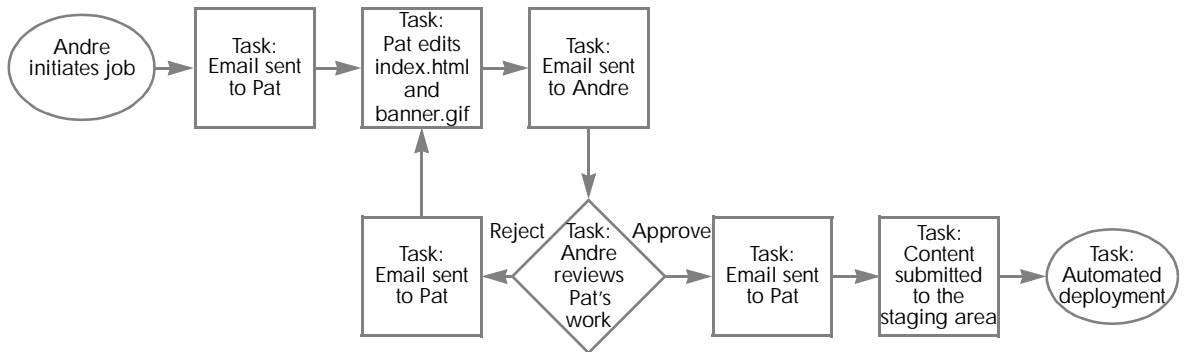 Andre
initiates job
Task:
Email sent
to Pat
Task:
Pat edits
index.html
and
banner.gif
Task:
Email sent
to Andre
Reject
Approve
Task:
Email sent
to Pat
Task:
Andre
reviews
Pat's
work
Task:
Email sent
to Pat
Task:
Content
submitted
to the
staging area
Task:
Automated
deployment